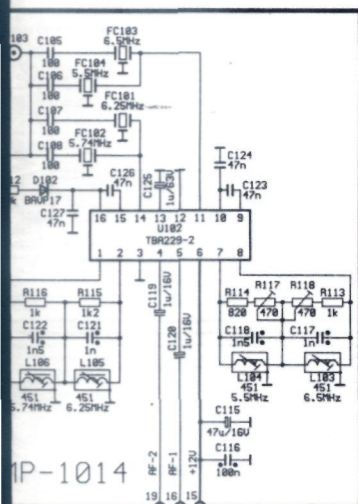 103
C105
100
FC103
6.5MHz
C106
100
FC104
5.5MHz
C107
100
FC101
6.25MHz
C108
100
FC102
5.74MHz
12
k
D102
BAVP17
C126
47n
C127
47n
C125
1u/63V
C124
47n
C123
47n
16 15 14 13 12 11 10 9
U102
TBA229-2
1 2 3 4 5 6 7 8
R116
1k
R115
1k2
C119
1u/16V
C120
1u/16V
R114
820
R117
470
R118
470
R113
1k
C122
1n5
C121
1n
C118
1n5
C117
1n
L106
451
5.74MHz
L105
451
6.25MHz
L104
451
5.5MHz
L103
451
6.5MHz
C115
47u/16V
C116
100n
MP-1014
AF-2
AF-1
+12V
19 16 15